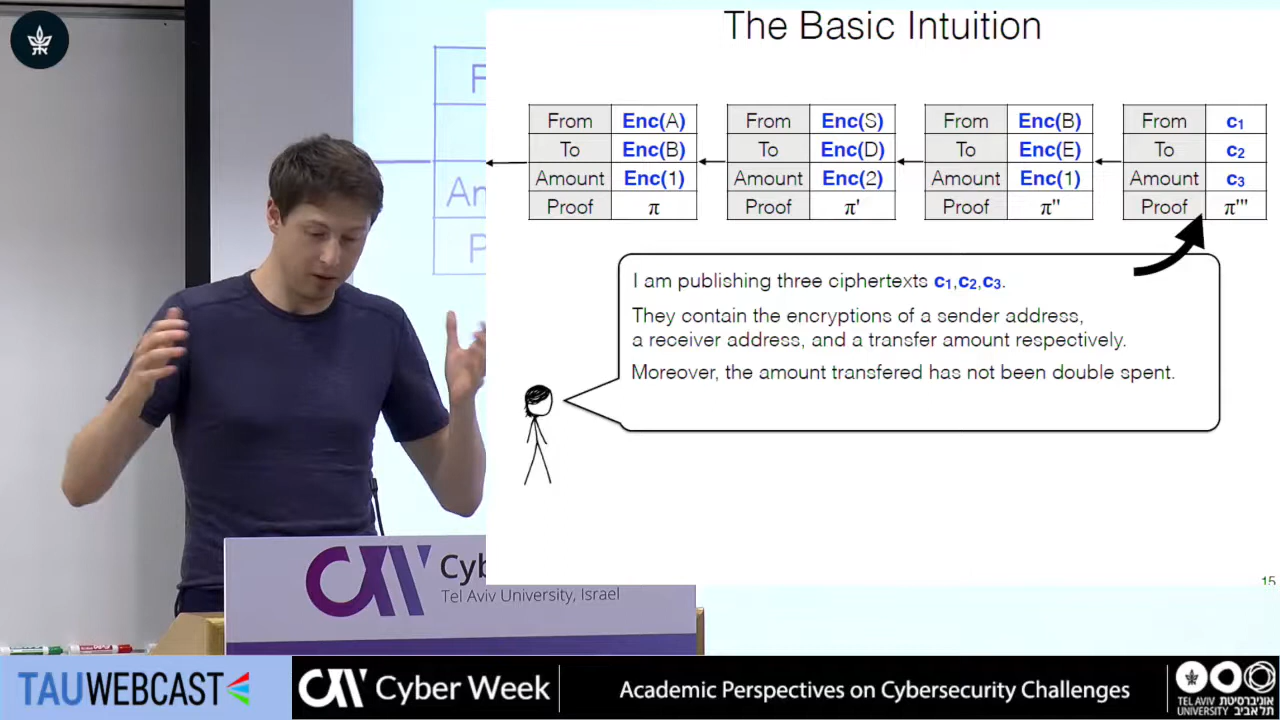 The Basic Intuition
From Enc(A) From Enc(S) From Enc(B) From c₁
To Enc(B) To Enc(D) To Enc(E) To c₂
Amount Enc(1) Amount Enc(2) Amount Enc(1) Amount c₃
Proof π Proof π' Proof π'' Proof π'''
I am publishing three ciphertexts c₁,c₂,c₃.
They contain the encryptions of a sender address,
a receiver address, and a transfer amount respectively.
Moreover, the amount transfered has not been double spent.
15
F
Am
P
Cyb
Tel Aviv University, Israel
TAUWEBCAST
Cyber Week
Academic Perspectives on Cybersecurity Challenges
TEL AVIV אוניברסיטת
UNIVERSITY תל אביב